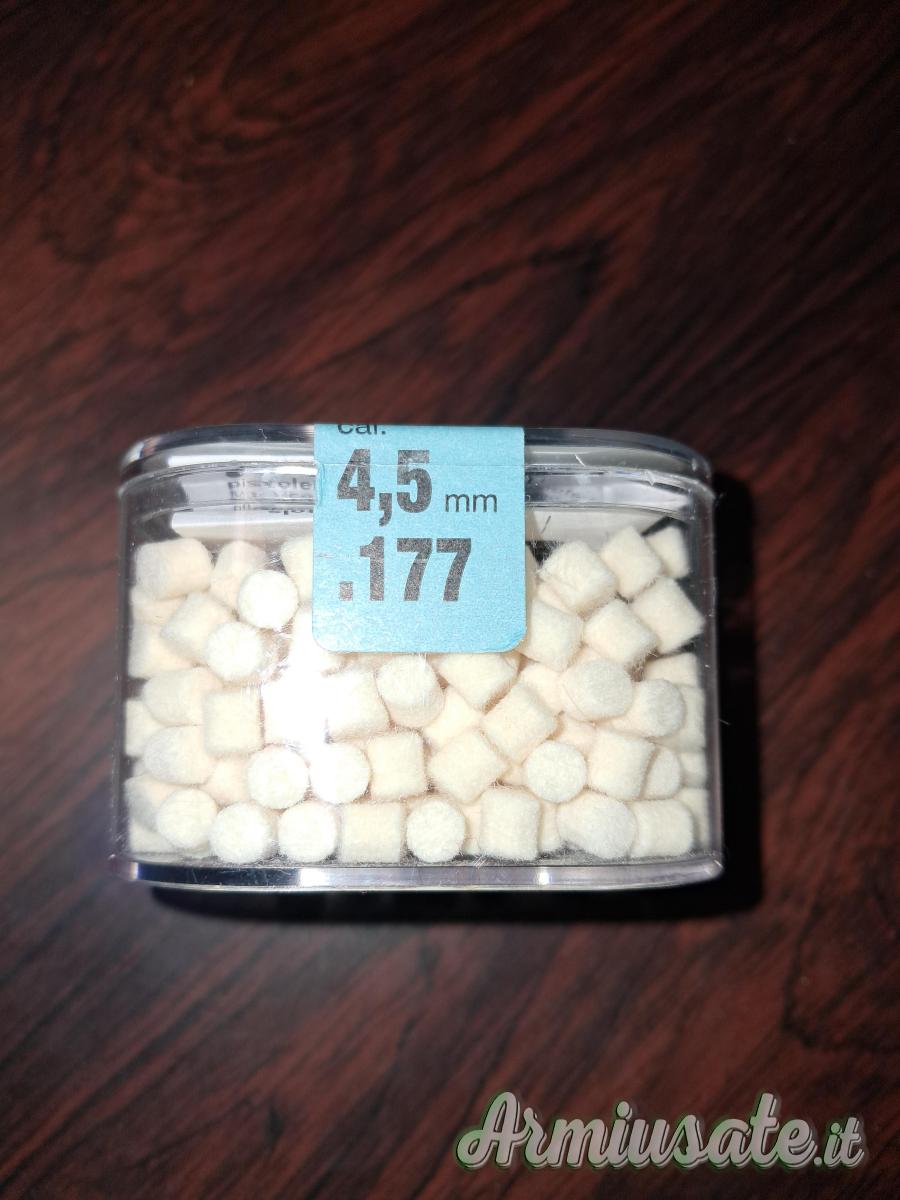 cal.
4,5 mm
.177
Armiusate.it